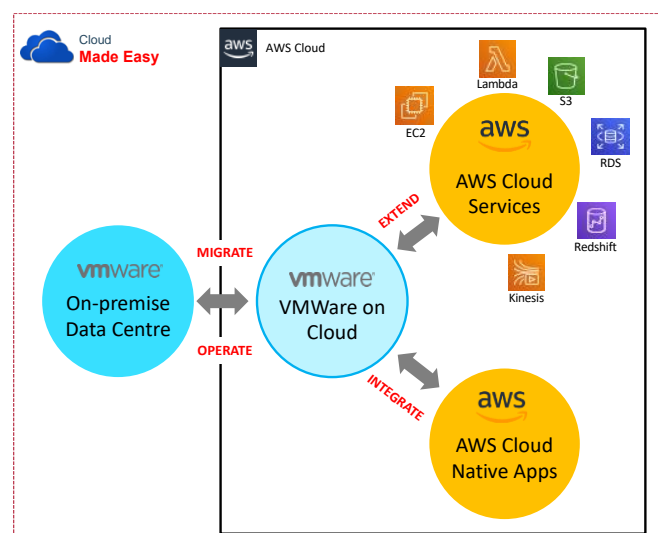 Cloud
Made Easy
aws
AWS Cloud
Lambda
S3
EC2
aws
RDS
AWS Cloud
Services
EXTEND
Redshift
MIGRATE
Kinesis
vmware®
On-premise
Data Centre
vmware®
VMWare on
Cloud
OPERATE
INTEGRATE
aws
AWS Cloud
Native Apps